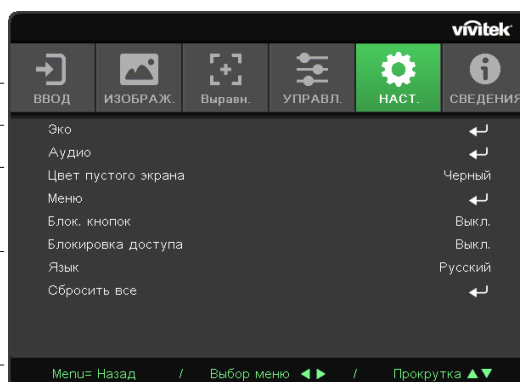 vivitek
ВВОД ИЗОБРАЖ. Выравн. УПРАВЛ. НАСТ. СВЕДЕНИЯ
Эко
Аудио
Цвет пустого экрана Черный
Меню
Блок. кнопок Выкл.
Блокировка доступа Выкл.
Язык Русский
Сбросить все
Menu= Назад / Выбор меню ◀ ▶ / Прокрутка ▲▼